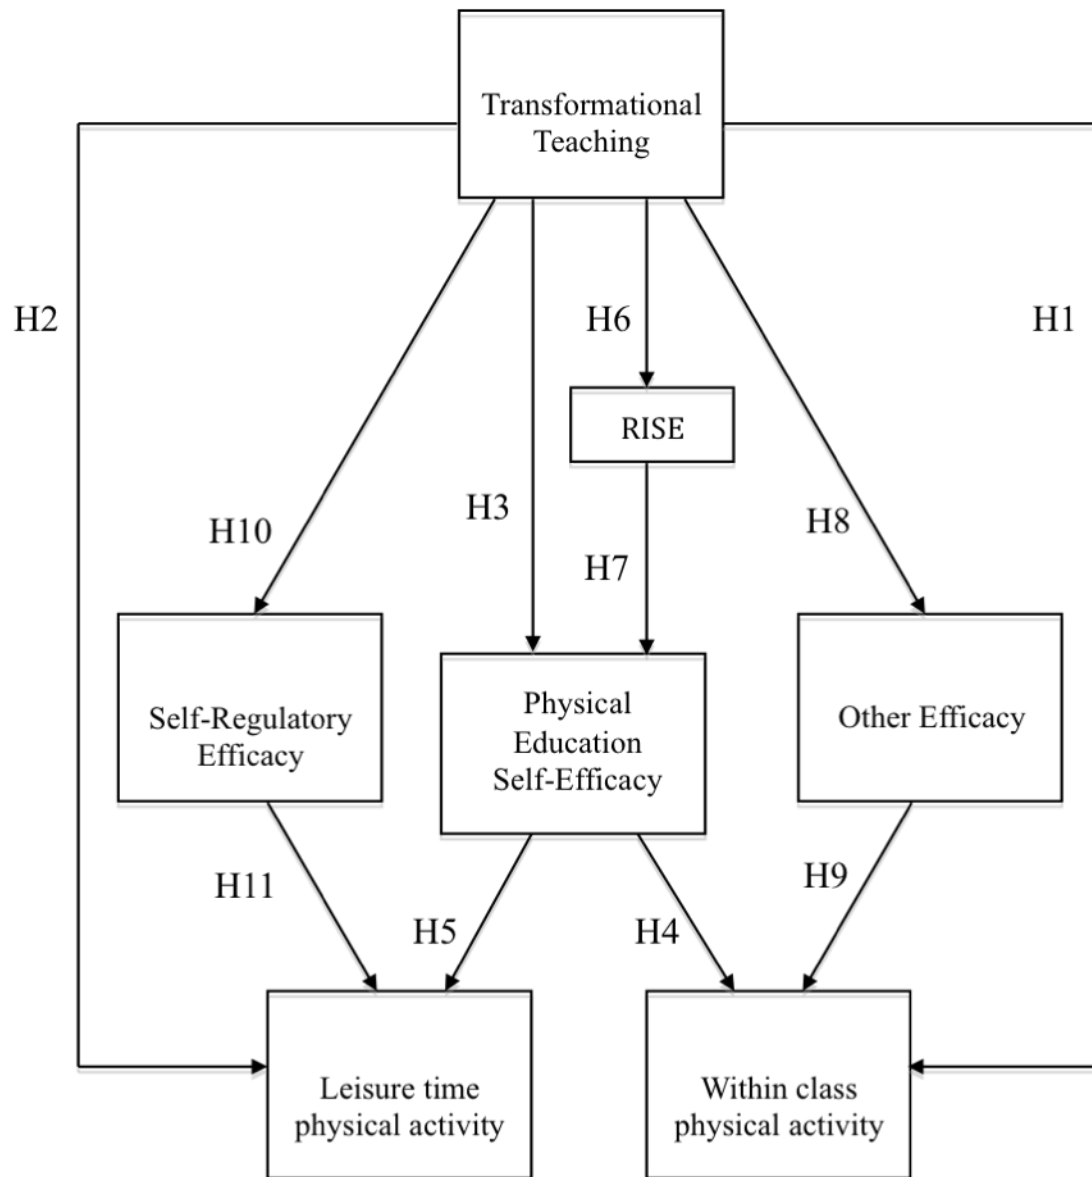 Transformational
Teaching
H2
H6
H1
RISE
H3
H10
H8
H7
Self-Regulatory
Efficacy
Physical
Education
Self-Efficacy
Other Efficacy
H11
H5
H4
H9
Leisure time
physical activity
Within class
physical activity